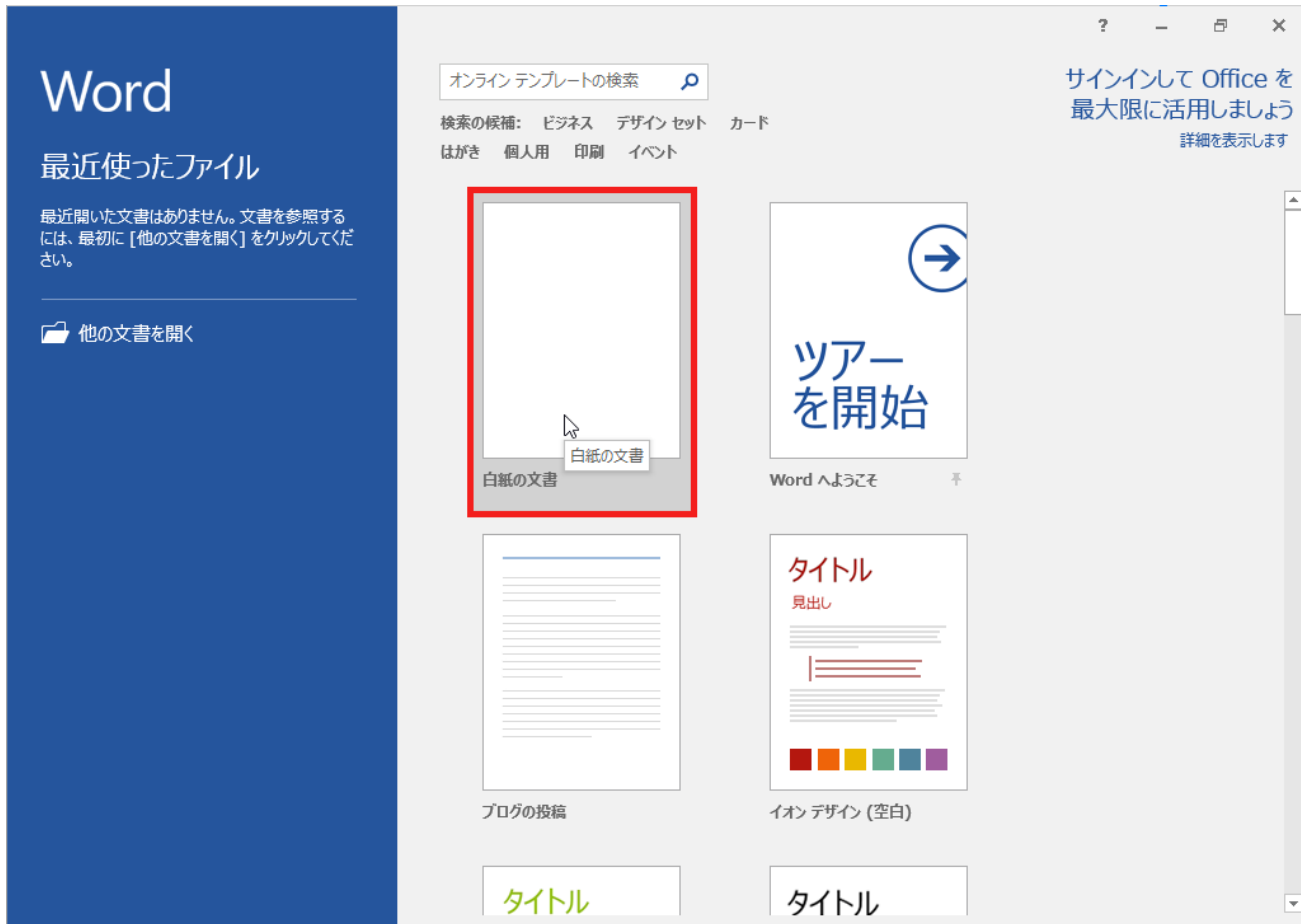 ?
Word
最近使ったファイル
最近開いた文書はありません。文書を参照する
には、最初に [他の文書を開く] をクリックしてくだ
さい。
他の文書を開く
オンライン テンプレートの検索
検索の候補: ビジネス デザイン セット カード
はがき 個人用 印刷 イベント
サインインして Office を
最大限に活用しましょう
詳細を表示します
白紙の文書
白紙の文書
ツアー
を開始
Word へようこそ
ブログの投稿
タイトル
見出し
イオン デザイン (空白)
タイトル
タイトル